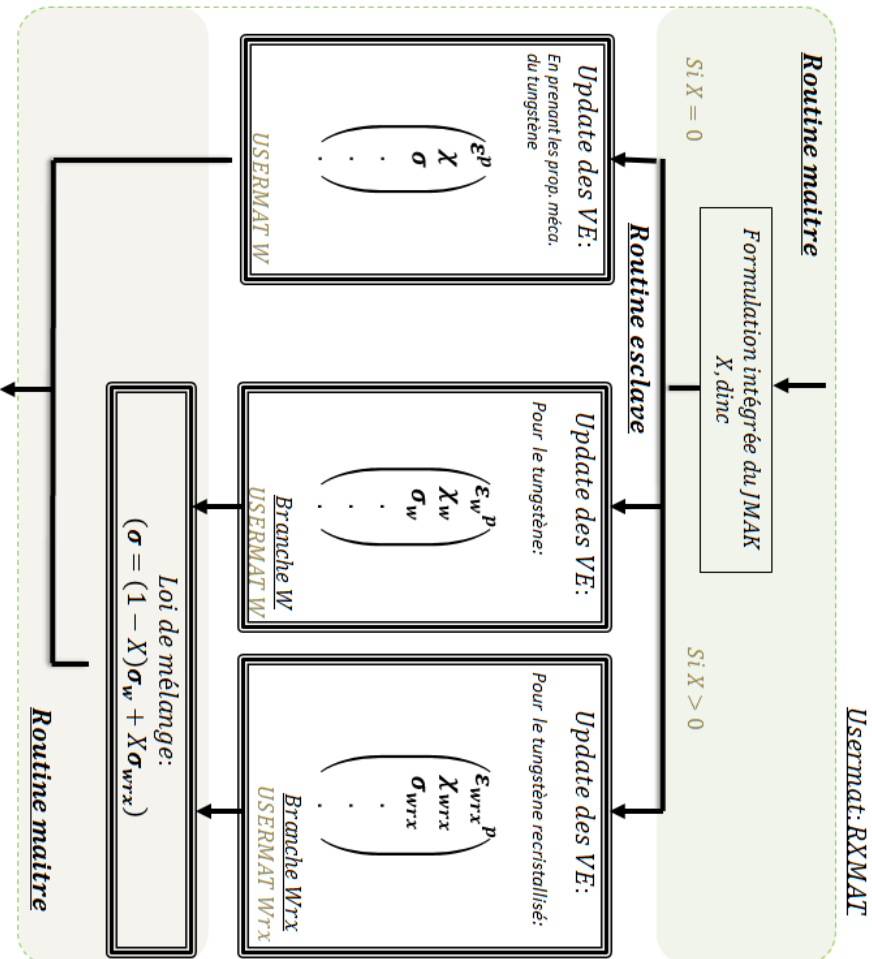 Usermat: RXMAT
Routine maitre
Formulation intégrée du JMAK
X, dinc
Si X = 0
Si X > 0
Routine esclave
Update des VE:
En prenant les prop. méca.
du tungstène
εᵖ
χ
σ
.
.
USERMAT W
Update des VE:
Pour le tungstène:
ε_w^p
χ_w
σ_w
.
.
Branche W
USERMAT W
Update des VE:
Pour le tungstène recristallisé:
ε_wrx^p
χ_wrx
σ_wrx
.
.
Branche Wrx
USERMAT Wrx
Loi de mélange:
(σ = (1 − X)σ_w + Xσ_wrx)
Routine maitre